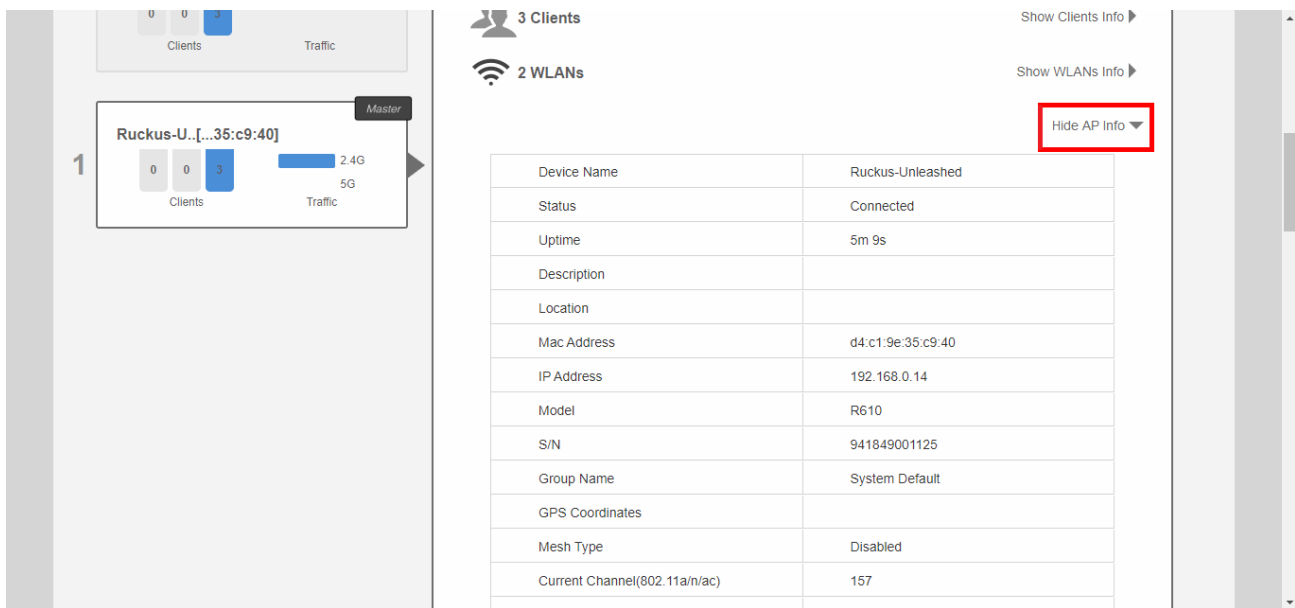 0 0 3
Clients Traffic
3 Clients Show Clients Info
2 WLANs Show WLANs Info
Hide AP Info
Master
Ruckus-U..[...35:c9:40]
1
0 0 3
2.4G
5G
Clients Traffic
Device Name Ruckus-Unleashed
Status Connected
Uptime 5m 9s
Description
Location
Mac Address d4:c1:9e:35:c9:40
IP Address 192.168.0.14
Model R610
S/N 941849001125
Group Name System Default
GPS Coordinates
Mesh Type Disabled
Current Channel(802.11a/n/ac) 157